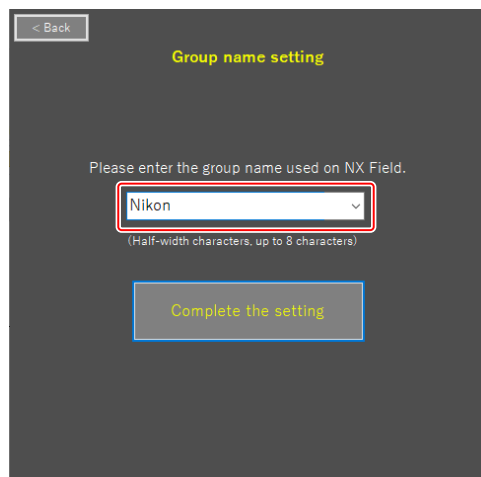 < Back
Group name setting
Please enter the group name used on NX Field.
Nikon
(Half-width characters, up to 8 characters)
Complete the setting